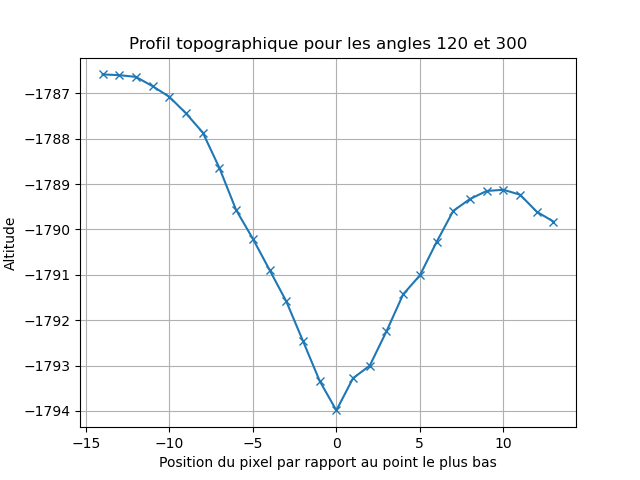 Profil topographique pour les angles 120 et 300
Altitude
−1787
−1788
−1789
−1790
−1791
−1792
−1793
−1794
−15 −10 −5 0 5 10
Position du pixel par rapport au point le plus bas